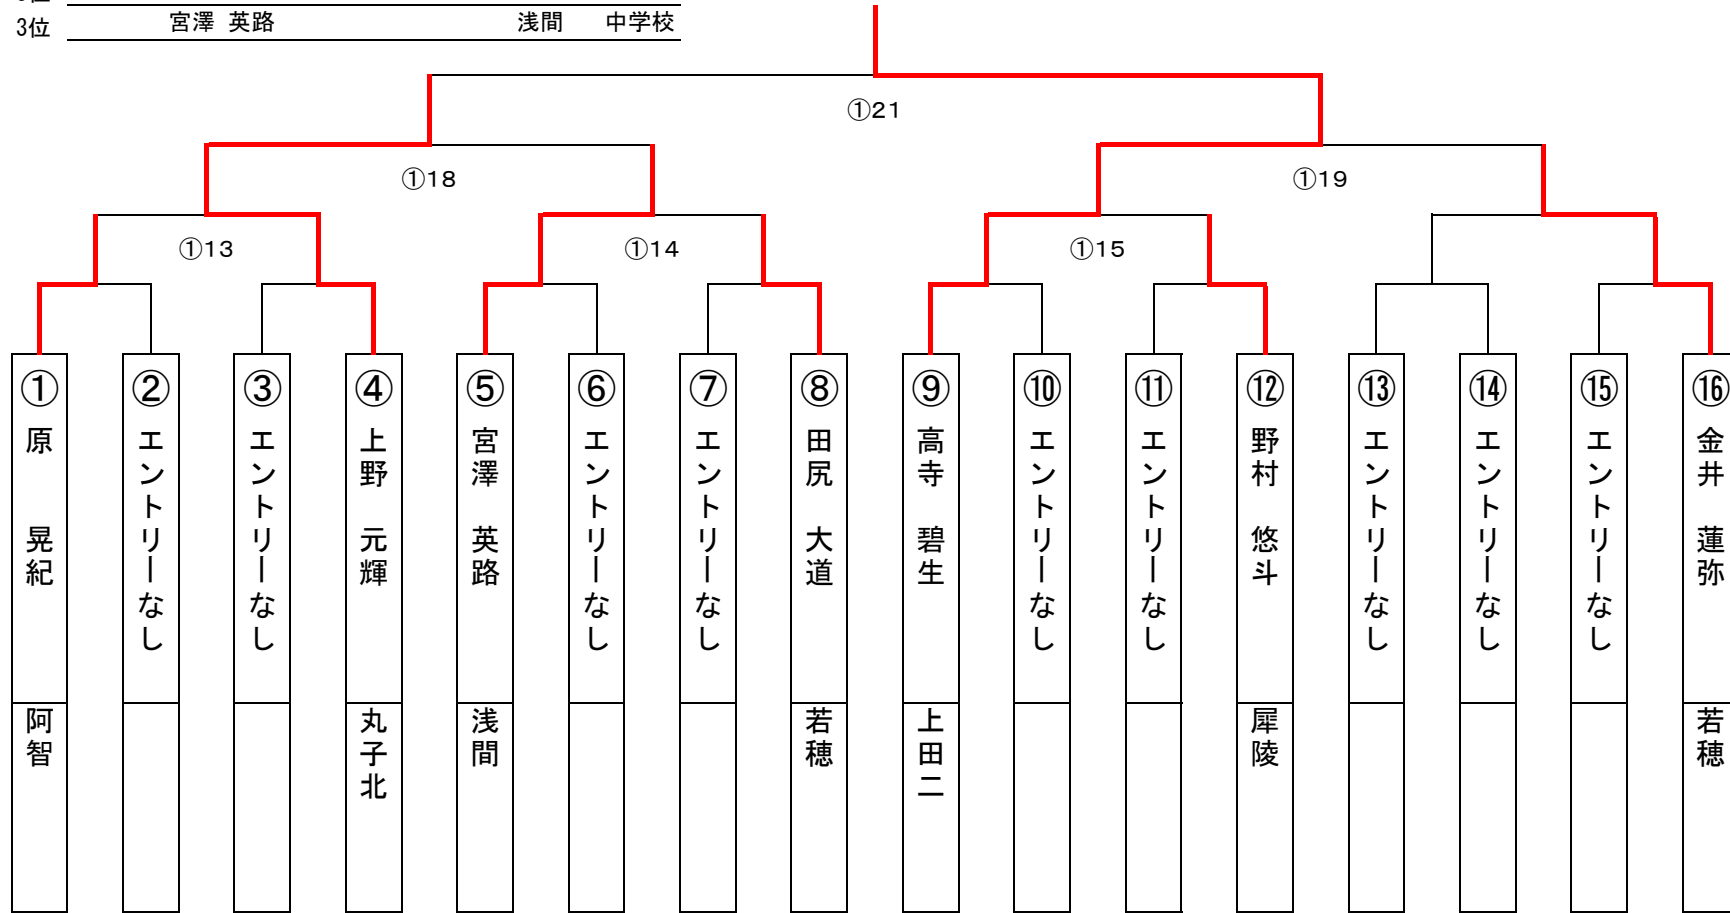 3位 宮澤 英路 浅間 中学校
①21
①18 ①19
①13 ①14 ①15
① 原 晃紀 阿智
② エントリーなし
③ エントリーなし
④ 上野 元輝 丸子北
⑤ 宮澤 英路 浅間
⑥ エントリーなし
⑦ エントリーなし
⑧ 田尻 大道 若穂
⑨ 高寺 碧生 上田二
⑩ エントリーなし
⑪ エントリーなし
⑫ 野村 悠斗 犀陵
⑬ エントリーなし
⑭ エントリーなし
⑮ エントリーなし
⑯ 金井 蓮弥 若穂